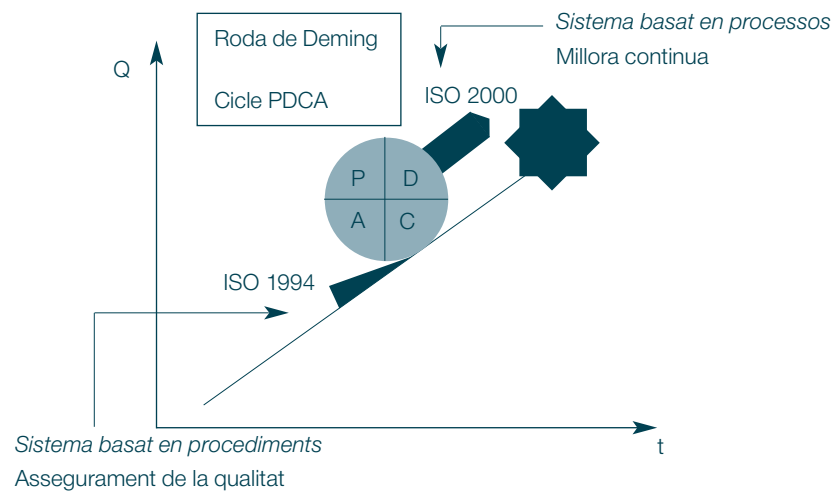 Sistema basat en processos
Millora continua
Roda de Deming
Cicle PDCA
Q
ISO 2000
P D
A C
ISO 1994
Sistema basat en procediments
Assegurament de la qualitat
t